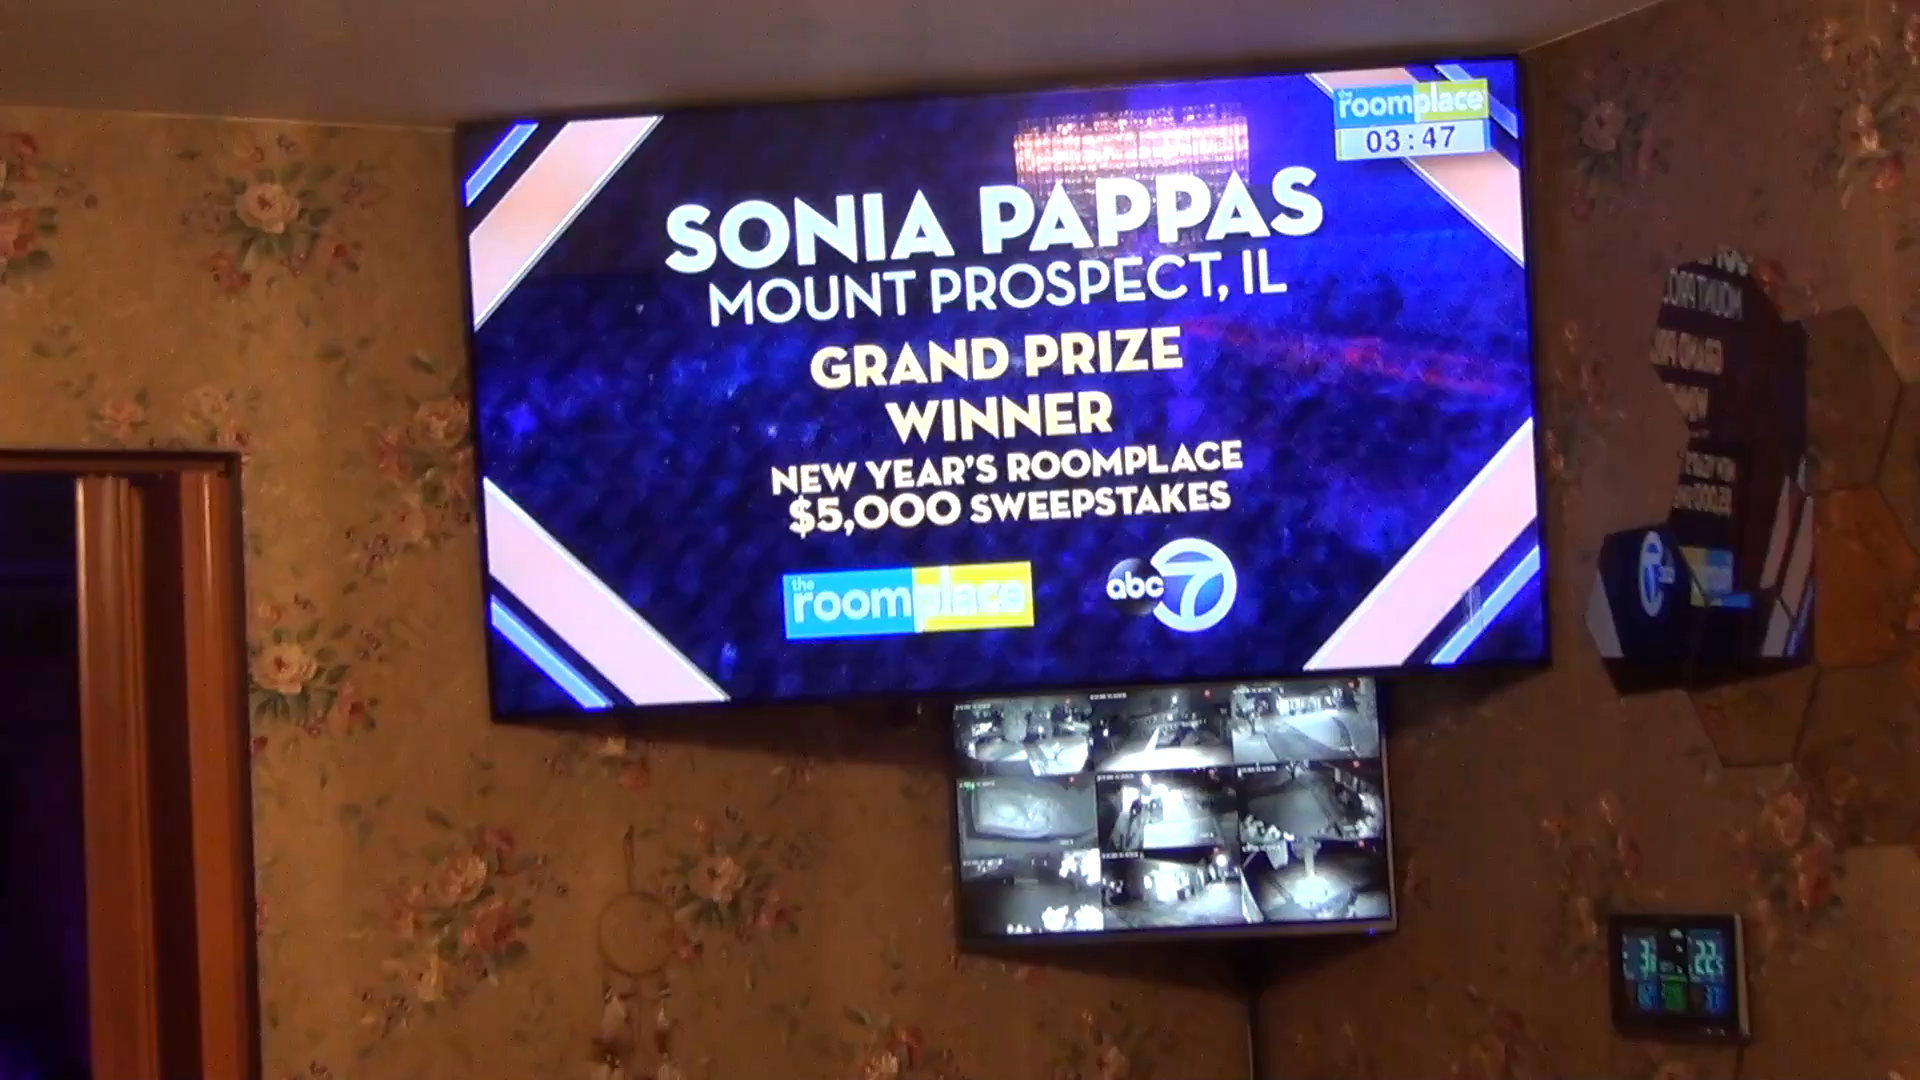 the
roomplace
03:47
SONIA PAPPAS
MOUNT PROSPECT, IL
GRAND PRIZE
WINNER
NEW YEAR'S ROOMPLACE
$5,000 SWEEPSTAKES
the
roomplace
abc 7